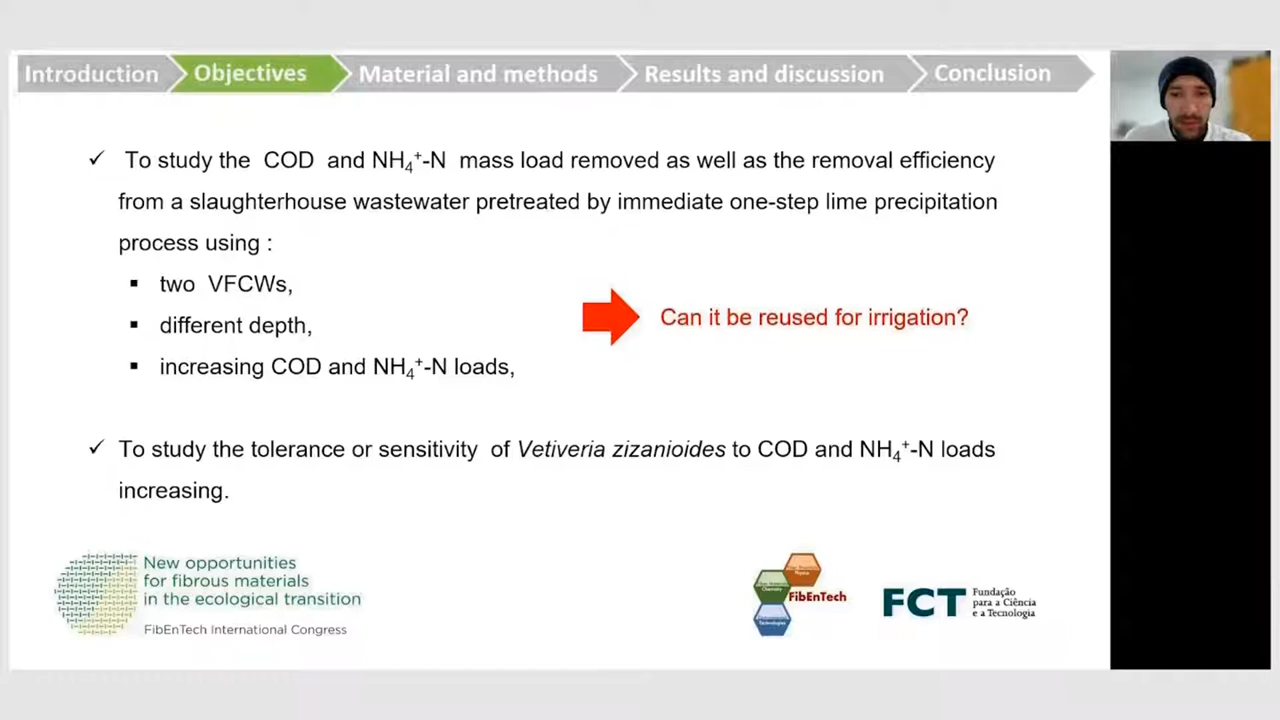 Introduction
Objectives
Material and methods
Results and discussion
Conclusion
✓ To study the COD and NH₄⁺-N mass load removed as well as the removal efficiency
from a slaughterhouse wastewater pretreated by immediate one-step lime precipitation
process using :
▪ two VFCWs,
▪ different depth,
▪ increasing COD and NH₄⁺-N loads,
Can it be reused for irrigation?
✓ To study the tolerance or sensitivity of Vetiveria zizanioides to COD and NH₄⁺-N loads
increasing.
New opportunities
for fibrous materials
in the ecological transition
FibEnTech International Congress
Chemistry
Technologies
FibEnTech
FCT
Fundação
para a Ciência
e a Tecnologia